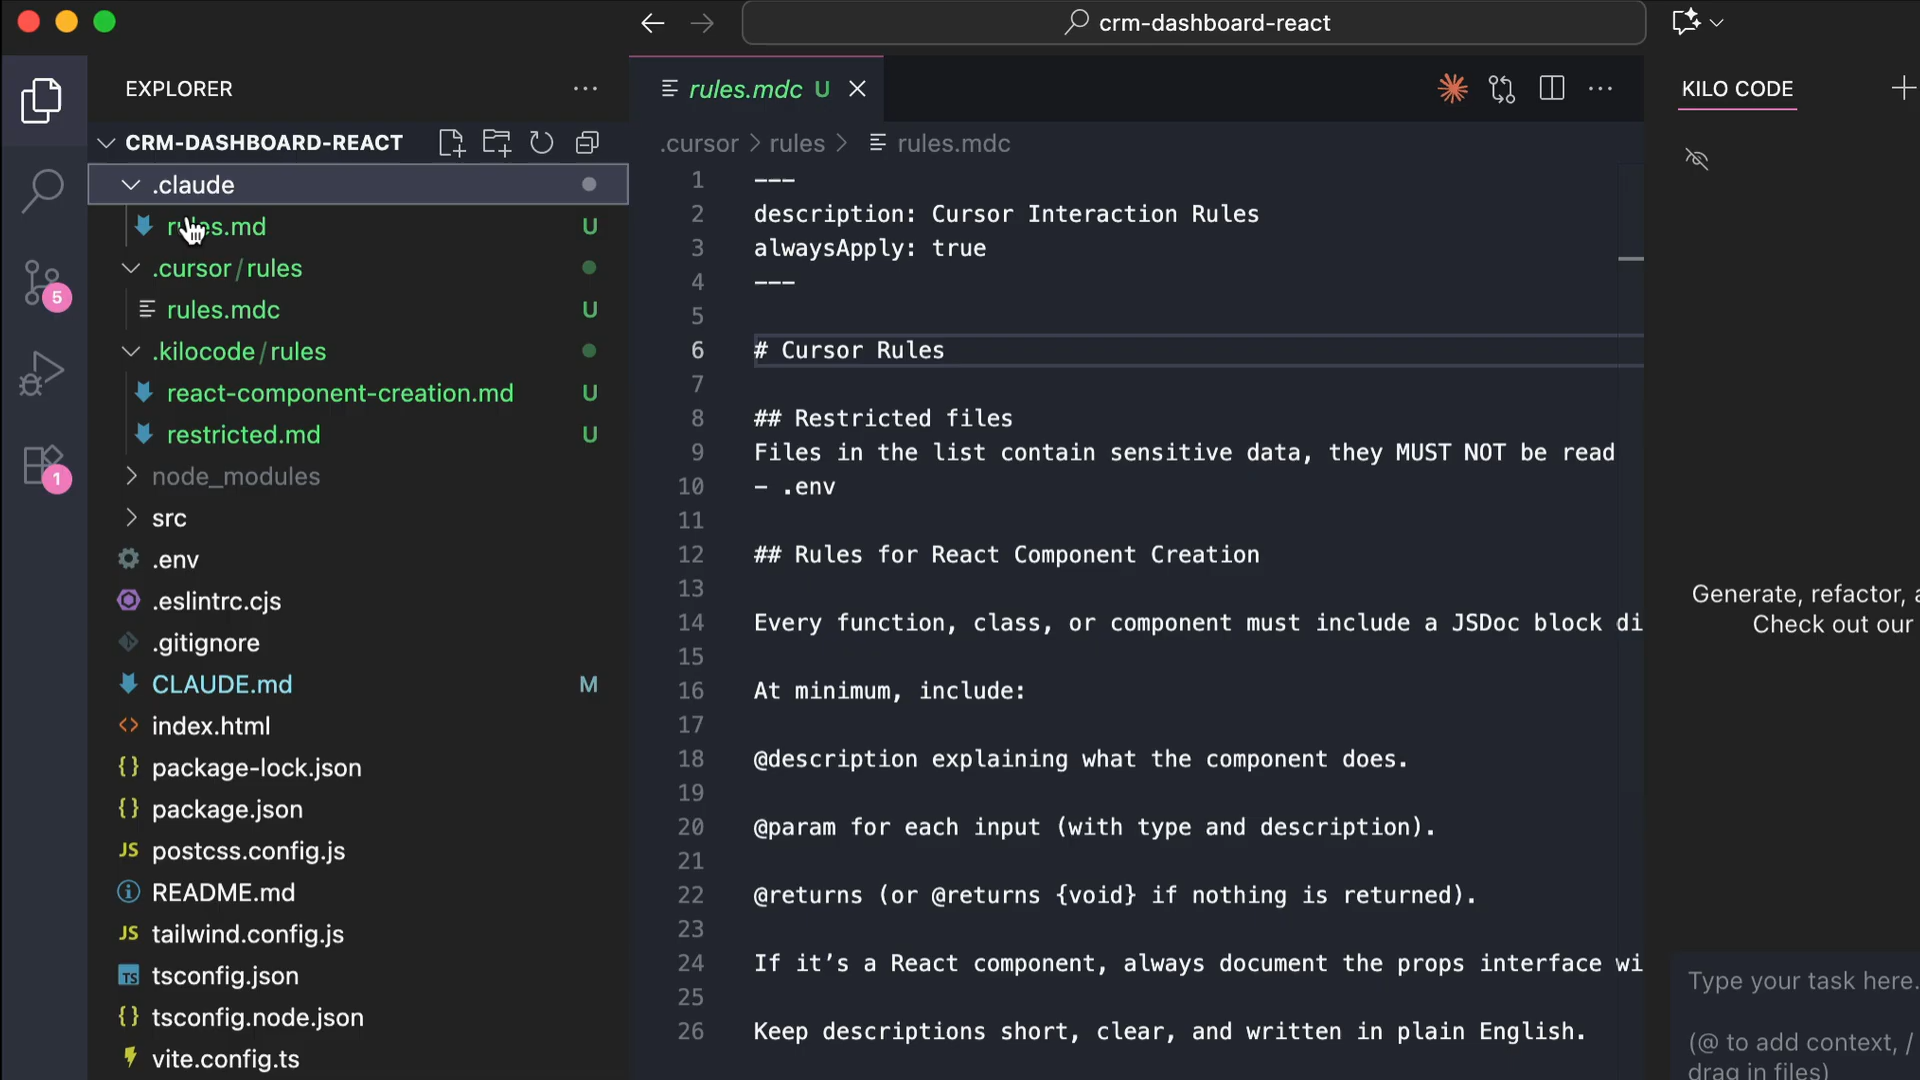 crm-dashboard-react
EXPLORER
CRM-DASHBOARD-REACT
.claude
rules.md U
.cursor/rules
rules.mdc U
.kilocode/rules
react-component-creation.md U
restricted.md U
node_modules
src
.env
.eslintrc.cjs
.gitignore
CLAUDE.md M
index.html
package-lock.json
package.json
JS postcss.config.js
README.md
JS tailwind.config.js
TS tsconfig.json
tsconfig.node.json
vite.config.ts
5
1
rules.mdc U
.cursor > rules > rules.mdc
1 ---
2 description: Cursor Interaction Rules
3 alwaysApply: true
4 ---
5
6 # Cursor Rules
7
8 ## Restricted files
9 Files in the list contain sensitive data, they MUST NOT be read
10 - .env
11
12 ## Rules for React Component Creation
13
14 Every function, class, or component must include a JSDoc block di
15
16 At minimum, include:
17
18 @description explaining what the component does.
19
20 @param for each input (with type and description).
21
22 @returns (or @returns {void} if nothing is returned).
23
24 If it’s a React component, always document the props interface wi
25
26 Keep descriptions short, clear, and written in plain English.
KILO CODE
Generate, refactor, a
Check out our
Type your task here.
(@ to add context, /
drag in files)